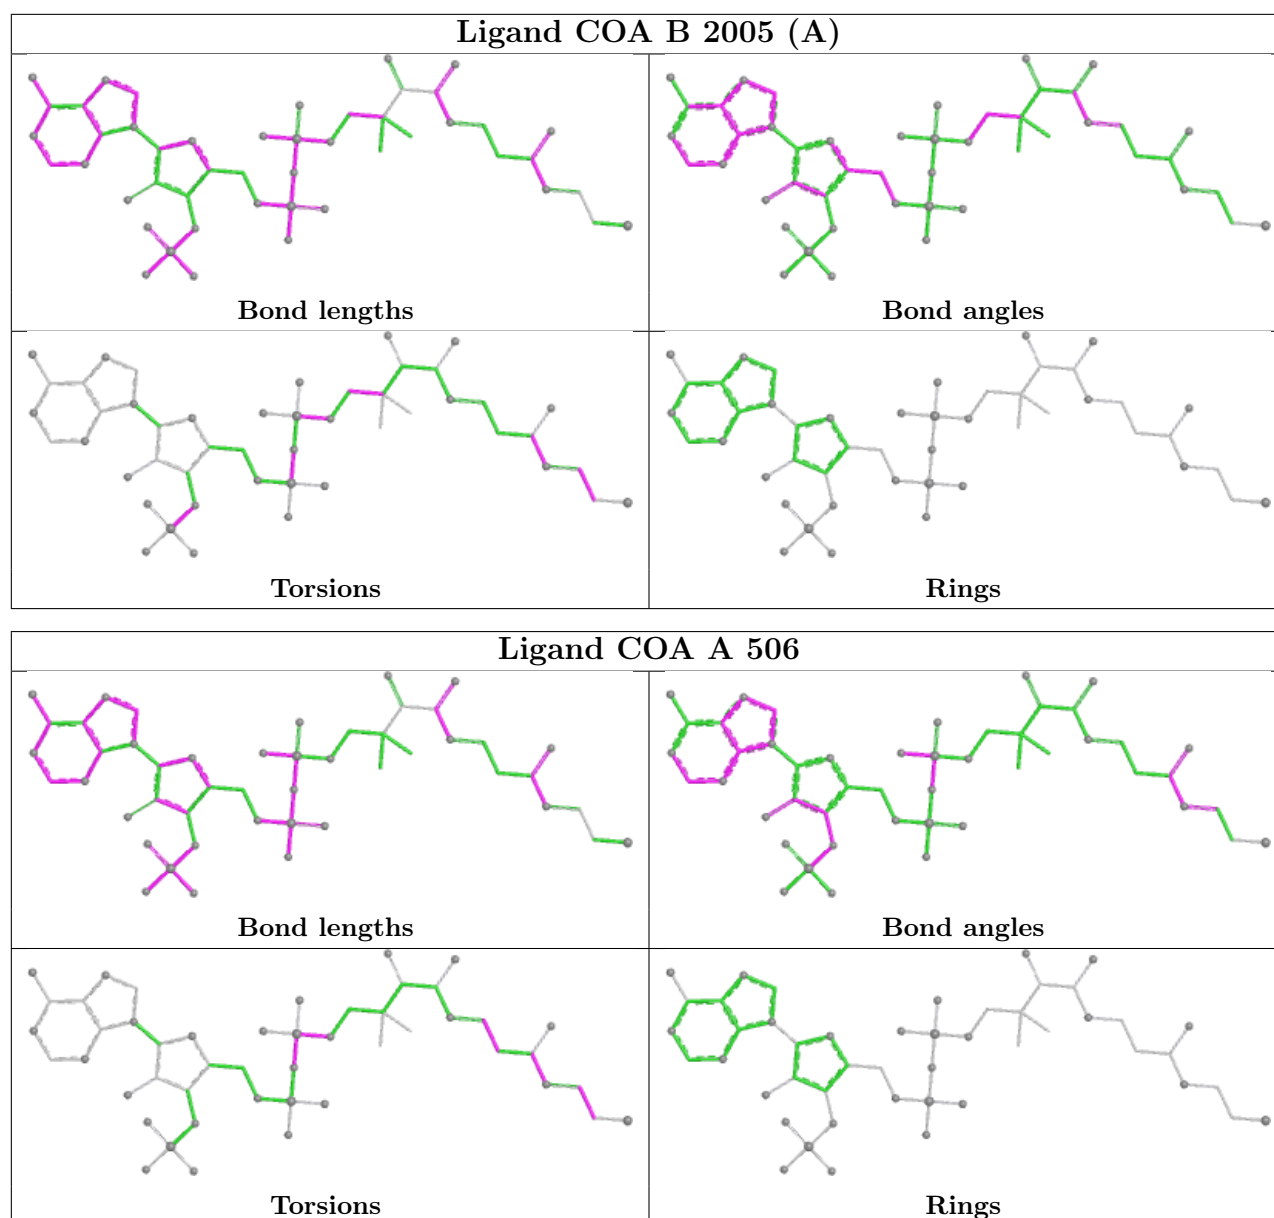 Ligand COA B 2005 (A)
Bond lengths
Bond angles
Torsions
Rings
Ligand COA A 506
Bond lengths
Bond angles
Torsions
Rings